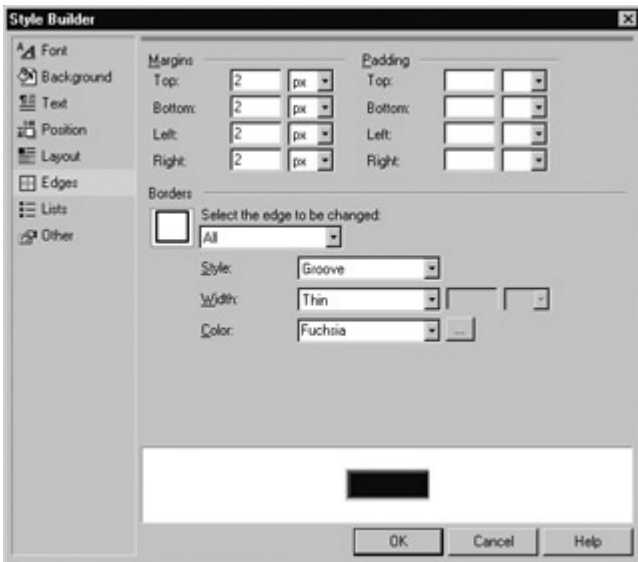 Style Builder
Font
Background
Text
Position
Layout
Edges
Lists
Other
Margins Padding
Top: 2 px Top:
Bottom: 2 px Bottom:
Left: 2 px Left:
Right: 2 px Right:
Borders
Select the edge to be changed:
All
Style: Groove
Width: Thin
Color: Fuchsia ...
OK Cancel Help